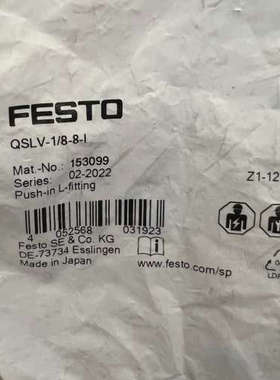 FESTO
QSLV-1/8-8-I
Mat.-No.: 153099
Series: 02-2022
Push-in L-fitting
Z1-12
4 052568 031923
Festo SE & Co. KG
DE-73734 Esslingen
Made in Japan
www.festo.com/sp